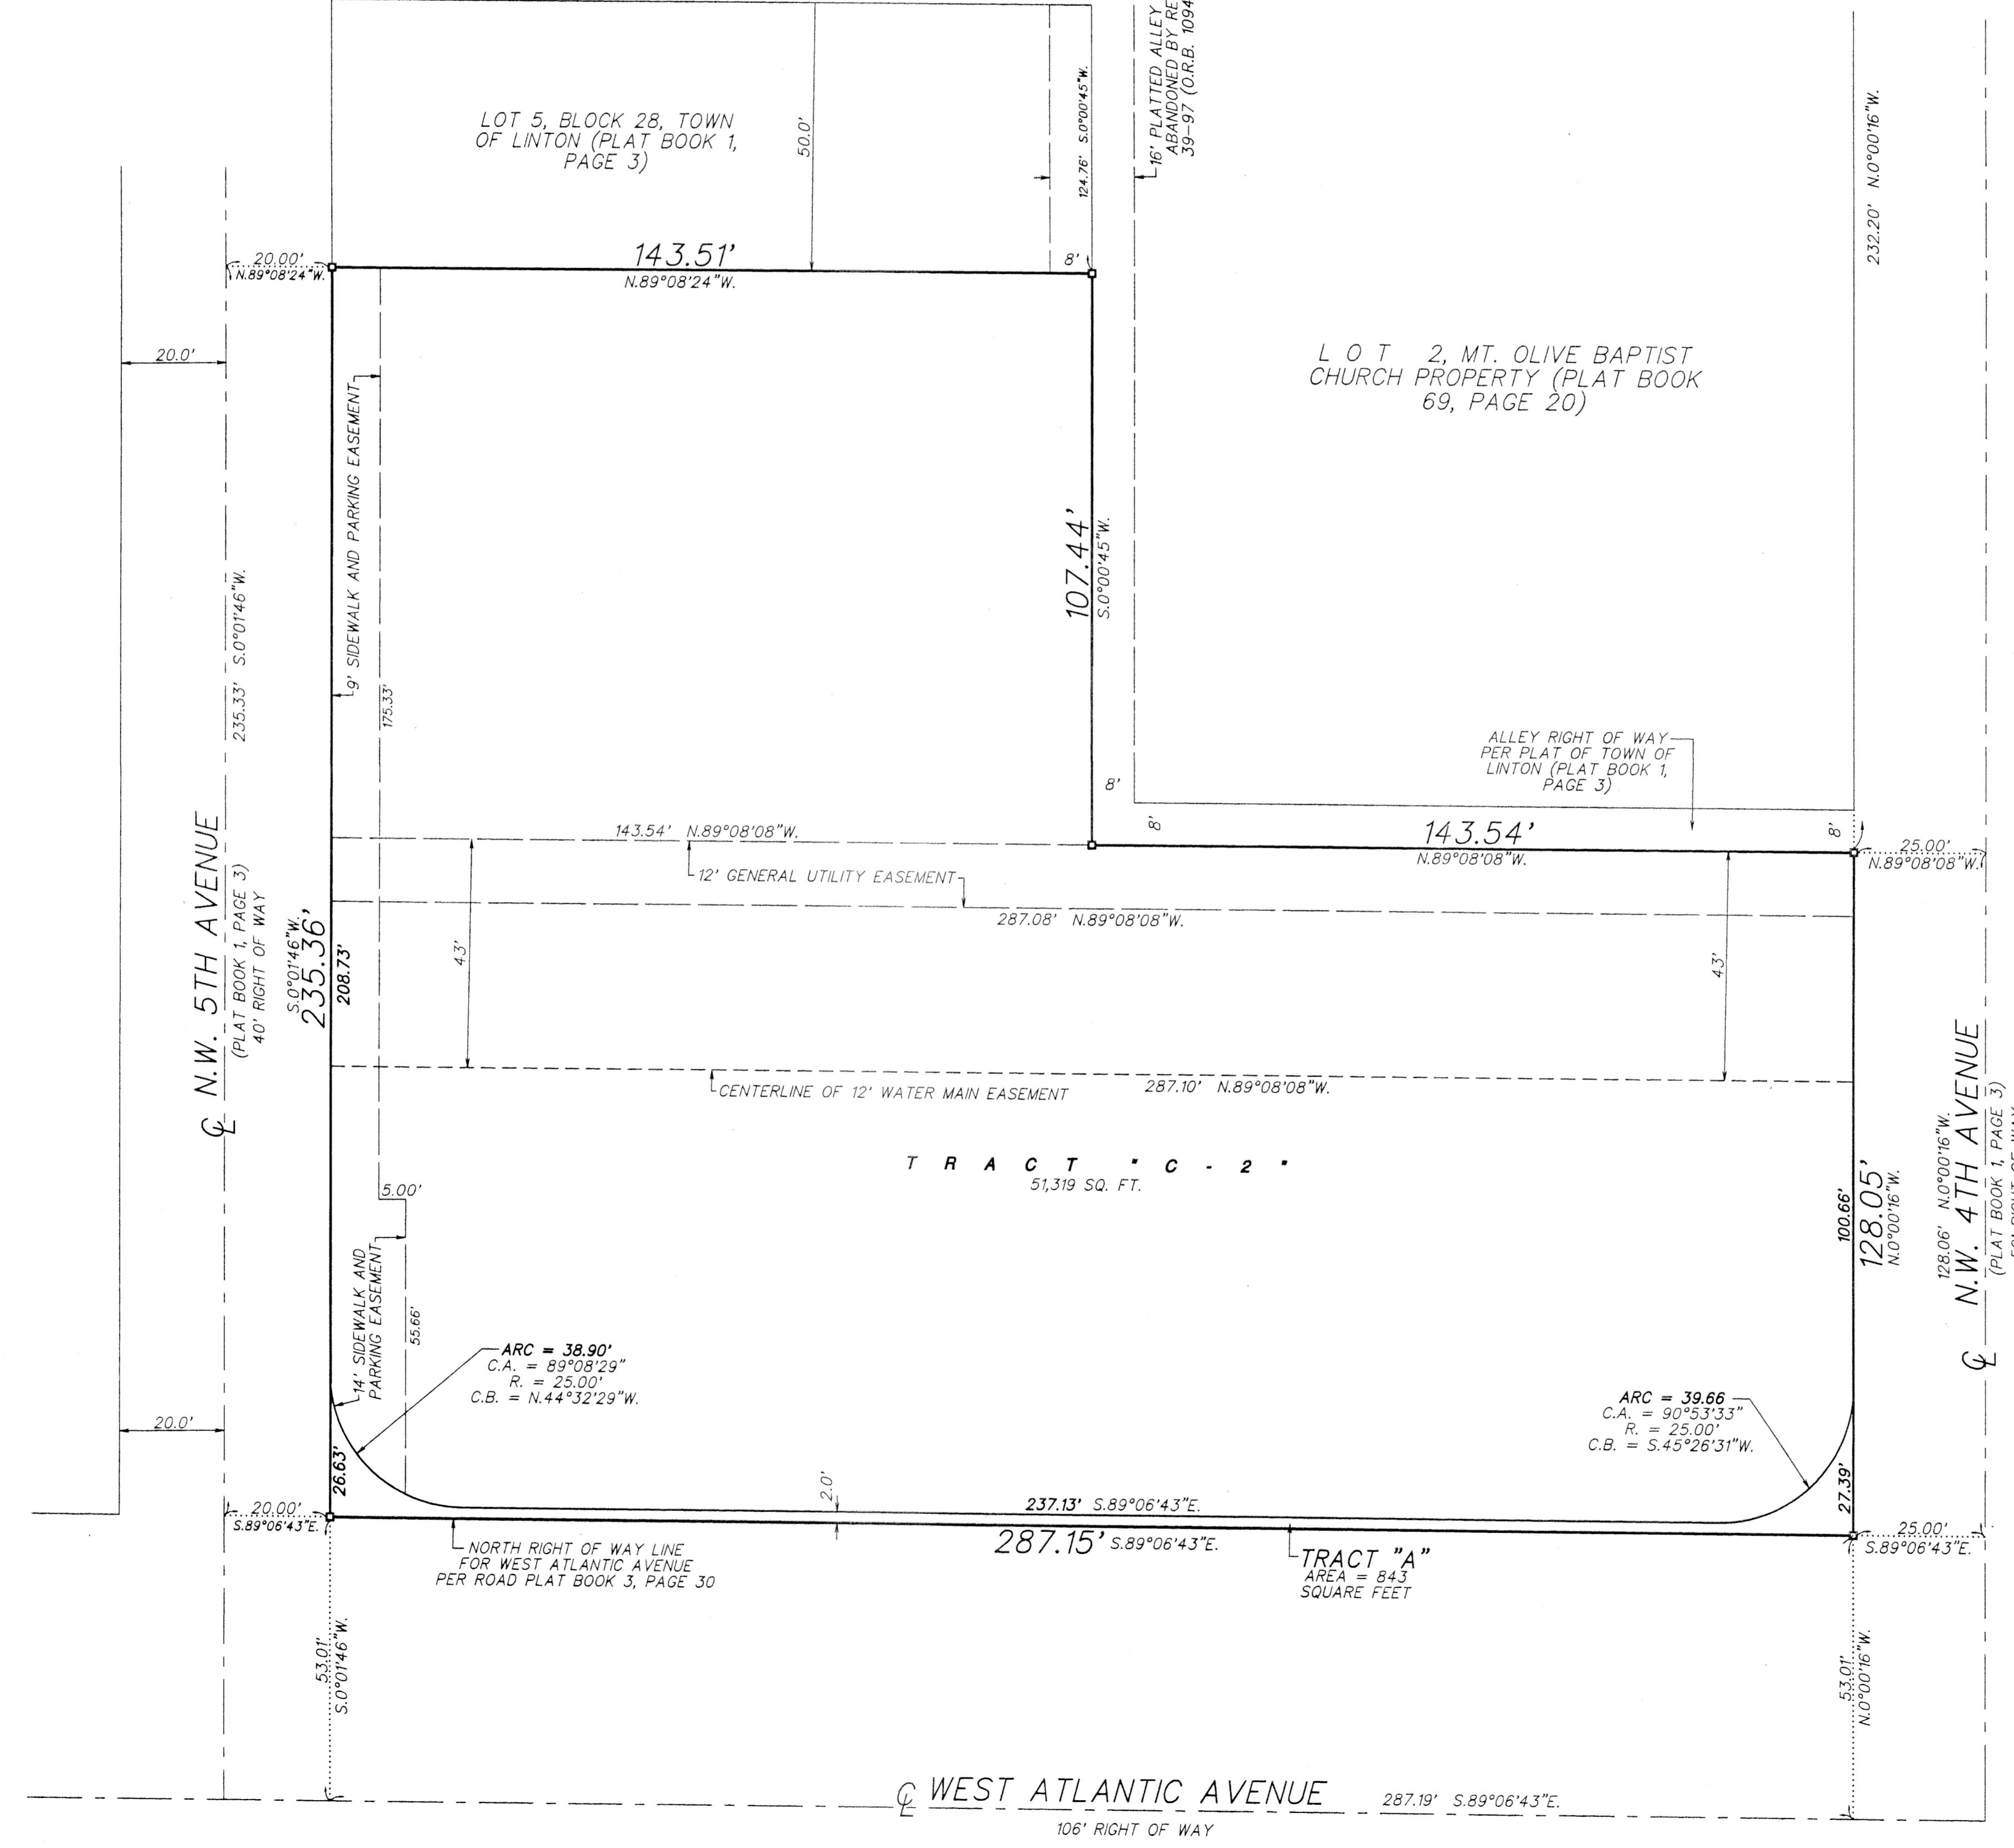 16' PLATTED ALLEY
ABANDONED BY RE
39-97 (O.R.B. 1094
LOT 5, BLOCK 28, TOWN
OF LINTON (PLAT BOOK 1,
PAGE 3)
50.0'
124.76' S.0°00'45"W.
232.20' N.0°00'16"W.
20.00'
N.89°08'24"W.
143.51'
N.89°08'24"W.
8'
20.0'
9' SIDEWALK AND PARKING EASEMENT
L O T 2, MT. OLIVE BAPTIST
CHURCH PROPERTY (PLAT BOOK
69, PAGE 20)
107.44'
S.0°00'45"W.
235.33' S.0°01'46"W.
175.33'
ALLEY RIGHT OF WAY
PER PLAT OF TOWN OF
LINTON (PLAT BOOK 1,
PAGE 3)
8'
8'
8'
143.54' N.89°08'08"W.
143.54'
N.89°08'08"W.
25.00'
N.89°08'08"W.
12' GENERAL UTILITY EASEMENT
287.08' N.89°08'08"W.
℄ N.W. 5TH AVENUE
(PLAT BOOK 1, PAGE 3)
40' RIGHT OF WAY
S.0°01'46"W.
235.36'
208.73'
43'
43'
CENTERLINE OF 12' WATER MAIN EASEMENT
287.10' N.89°08'08"W.
TRACT "C-2"
51,319 SQ. FT.
5.00'
14' SIDEWALK AND
PARKING EASEMENT
55.66'
100.66'
128.05'
N.0°00'16"W.
128.06' N.0°00'16"W.
℄ N.W. 4TH AVENUE
(PLAT BOOK 1, PAGE 3)
ARC = 38.90'
C.A. = 89°08'29"
R. = 25.00'
C.B. = N.44°32'29"W.
ARC = 39.66
C.A. = 90°53'33"
R. = 25.00'
C.B. = S.45°26'31"W.
20.0'
26.63'
27.39'
2.0'
237.13' S.89°06'43"E.
20.00'
S.89°06'43"E.
287.15' S.89°06'43"E.
25.00'
S.89°06'43"E.
NORTH RIGHT OF WAY LINE
FOR WEST ATLANTIC AVENUE
PER ROAD PLAT BOOK 3, PAGE 30
TRACT "A"
AREA = 843
SQUARE FEET
53.01'
S.0°01'46"W.
53.01'
N.0°00'16"W.
℄ WEST ATLANTIC AVENUE
287.19' S.89°06'43"E.
106' RIGHT OF WAY